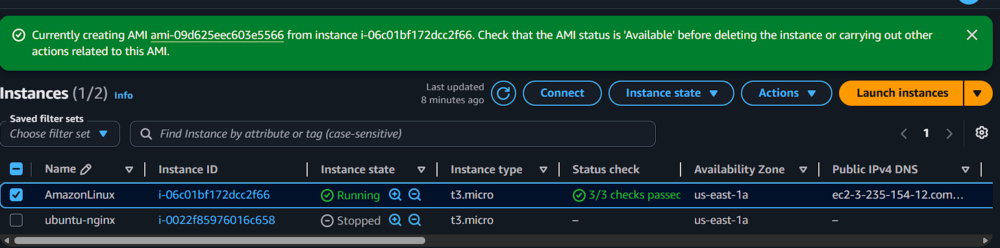 Currently creating AMI ami-09d625eec603e5566 from instance i-06c01bf172dcc2f66. Check that the AMI status is 'Available' before deleting the instance or carrying out other
actions related to this AMI.
Instances (1/2) Info
Last updated
8 minutes ago
Connect
Instance state
Actions
Launch instances
Saved filter sets
Choose filter set
Find Instance by attribute or tag (case-sensitive)
1
Name Instance ID Instance state Instance type Status check Availability Zone Public IPv4 DNS
AmazonLinux i-06c01bf172dcc2f66 Running t3.micro 3/3 checks passec us-east-1a ec2-3-235-154-12.com...
ubuntu-nginx i-0022f85976016c658 Stopped t3.micro – us-east-1a –